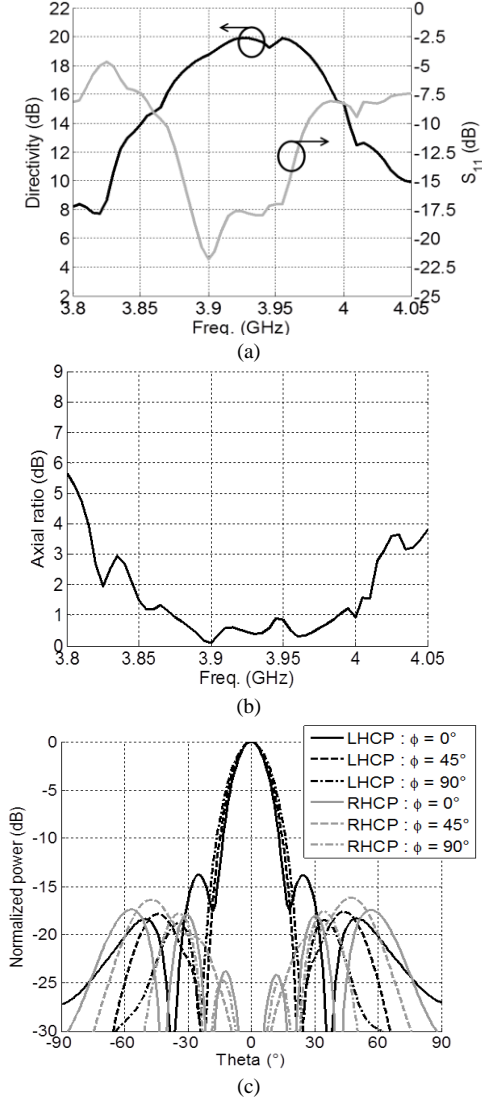 22
20
18
16
14
12
10
8
6
4
2
Directivity (dB)
0
-2.5
-5
-7.5
-10
-12.5
-15
-17.5
-20
-22.5
-25
S11 (dB)
3.8 3.85 3.9 3.95 4 4.05
Freq. (GHz)
(a)
9
8
7
6
5
4
3
2
1
0
Axial ratio (dB)
3.8 3.85 3.9 3.95 4 4.05
Freq. (GHz)
(b)
LHCP : ϕ = 0°
LHCP : ϕ = 45°
LHCP : ϕ = 90°
RHCP : ϕ = 0°
RHCP : ϕ = 45°
RHCP : ϕ = 90°
0
-5
-10
-15
-20
-25
-30
Normalized power (dB)
-90 -60 -30 0 30 60 90
Theta (°)
(c)